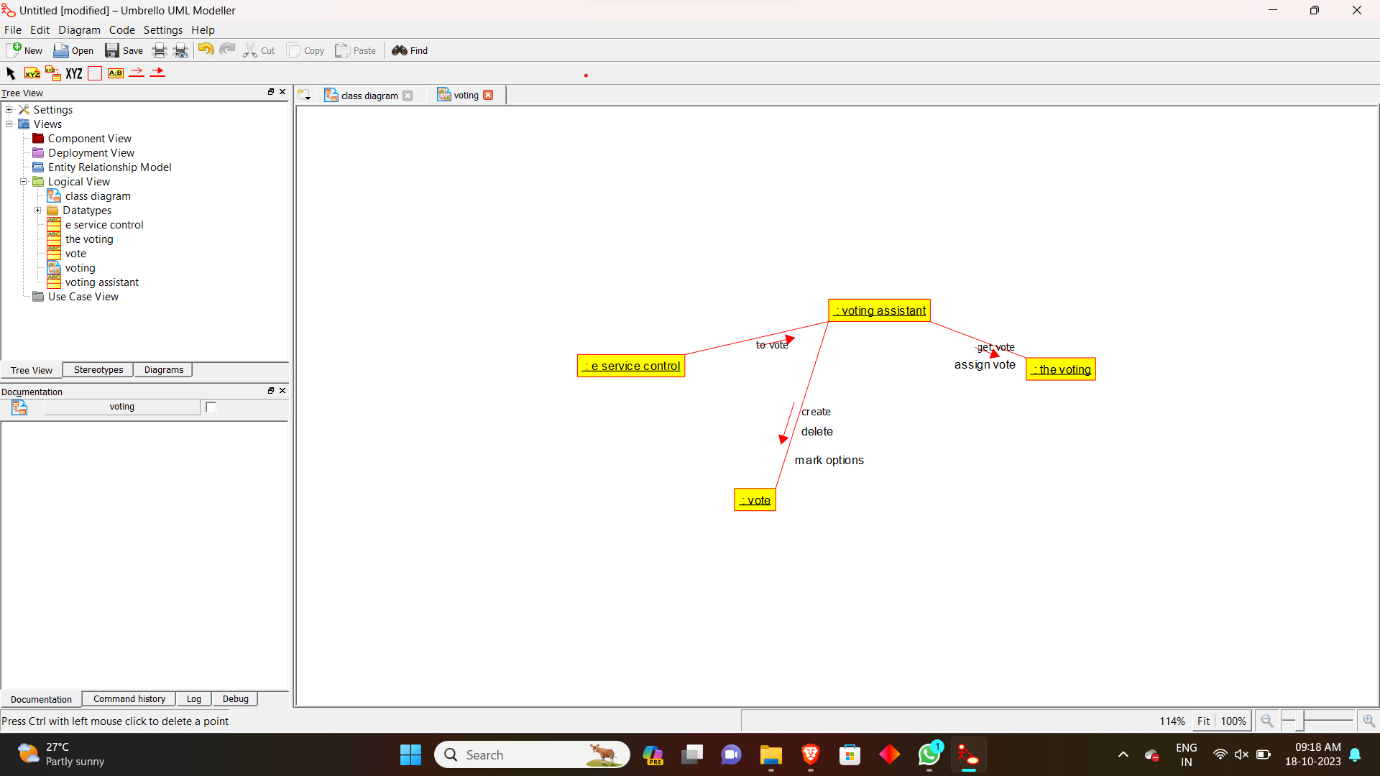 Untitled [modified] – Umbrello UML Modeller
File Edit Diagram Code Settings Help
New Open Save Cut Copy Paste Find
XYZ XYZ A:B
Tree View
class diagram voting
Settings
Views
Component View
Deployment View
Entity Relationship Model
Logical View
class diagram
Datatypes
e service control
the voting
vote
voting
voting assistant
Use Case View
Tree View Stereotypes Diagrams
Documentation
voting
: voting assistant
to vote
get vote
: e service control
assign vote
: the voting
create
delete
mark options
: vote
Documentation Command history Log Debug
Press Ctrl with left mouse click to delete a point
114% Fit 100%
27°C
Partly sunny
Search
PRE
1
ENG
IN
09:18 AM
18-10-2023